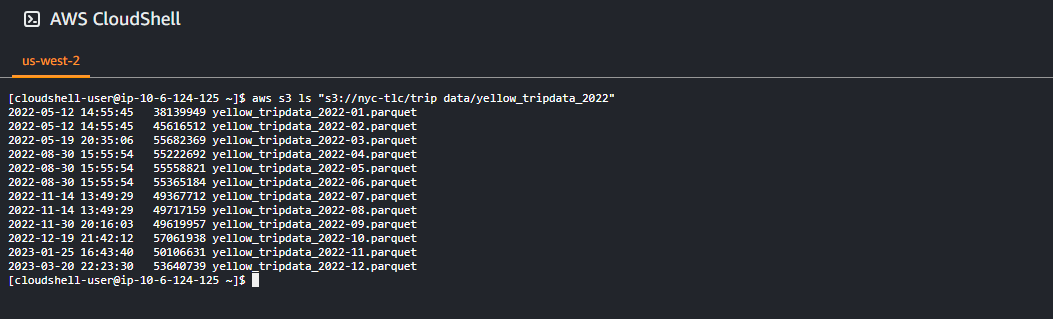 AWS CloudShell
us-west-2
[cloudshell-user@ip-10-6-124-125 ~]$ aws s3 ls "s3://nyc-tlc/trip data/yellow_tripdata_2022"
2022-05-12 14:55:45   38139949 yellow_tripdata_2022-01.parquet
2022-05-12 14:55:45   45616512 yellow_tripdata_2022-02.parquet
2022-05-19 20:35:06   55682369 yellow_tripdata_2022-03.parquet
2022-08-30 15:55:54   55222692 yellow_tripdata_2022-04.parquet
2022-08-30 15:55:54   55558821 yellow_tripdata_2022-05.parquet
2022-08-30 15:55:54   55365184 yellow_tripdata_2022-06.parquet
2022-11-14 13:49:29   49367712 yellow_tripdata_2022-07.parquet
2022-11-14 13:49:29   49717159 yellow_tripdata_2022-08.parquet
2022-11-30 20:16:03   49619957 yellow_tripdata_2022-09.parquet
2022-12-19 21:42:12   57061938 yellow_tripdata_2022-10.parquet
2023-01-25 16:43:40   50106631 yellow_tripdata_2022-11.parquet
2023-03-20 22:23:30   53640739 yellow_tripdata_2022-12.parquet
[cloudshell-user@ip-10-6-124-125 ~]$